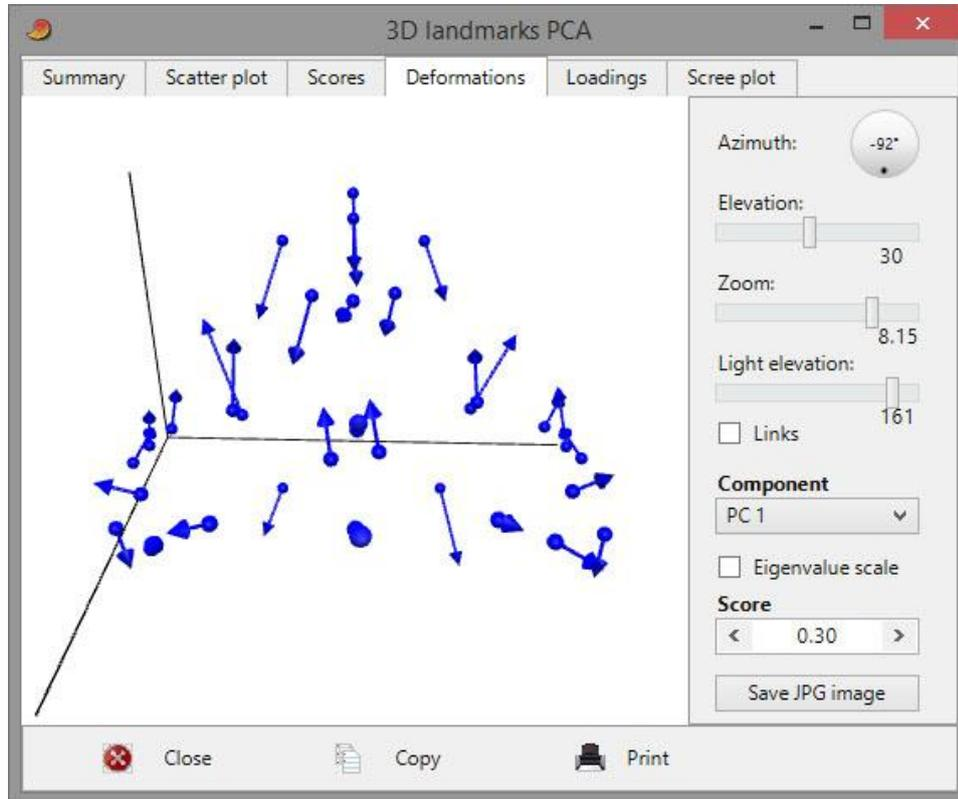 3D landmarks PCA
Summary Scatter plot Scores Deformations Loadings Scree plot
Azimuth: -92°
Elevation:
30
Zoom:
8.15
Light elevation:
161
Links
Component
PC 1
Eigenvalue scale
Score
< 0.30 >
Save JPG image
Close Copy Print